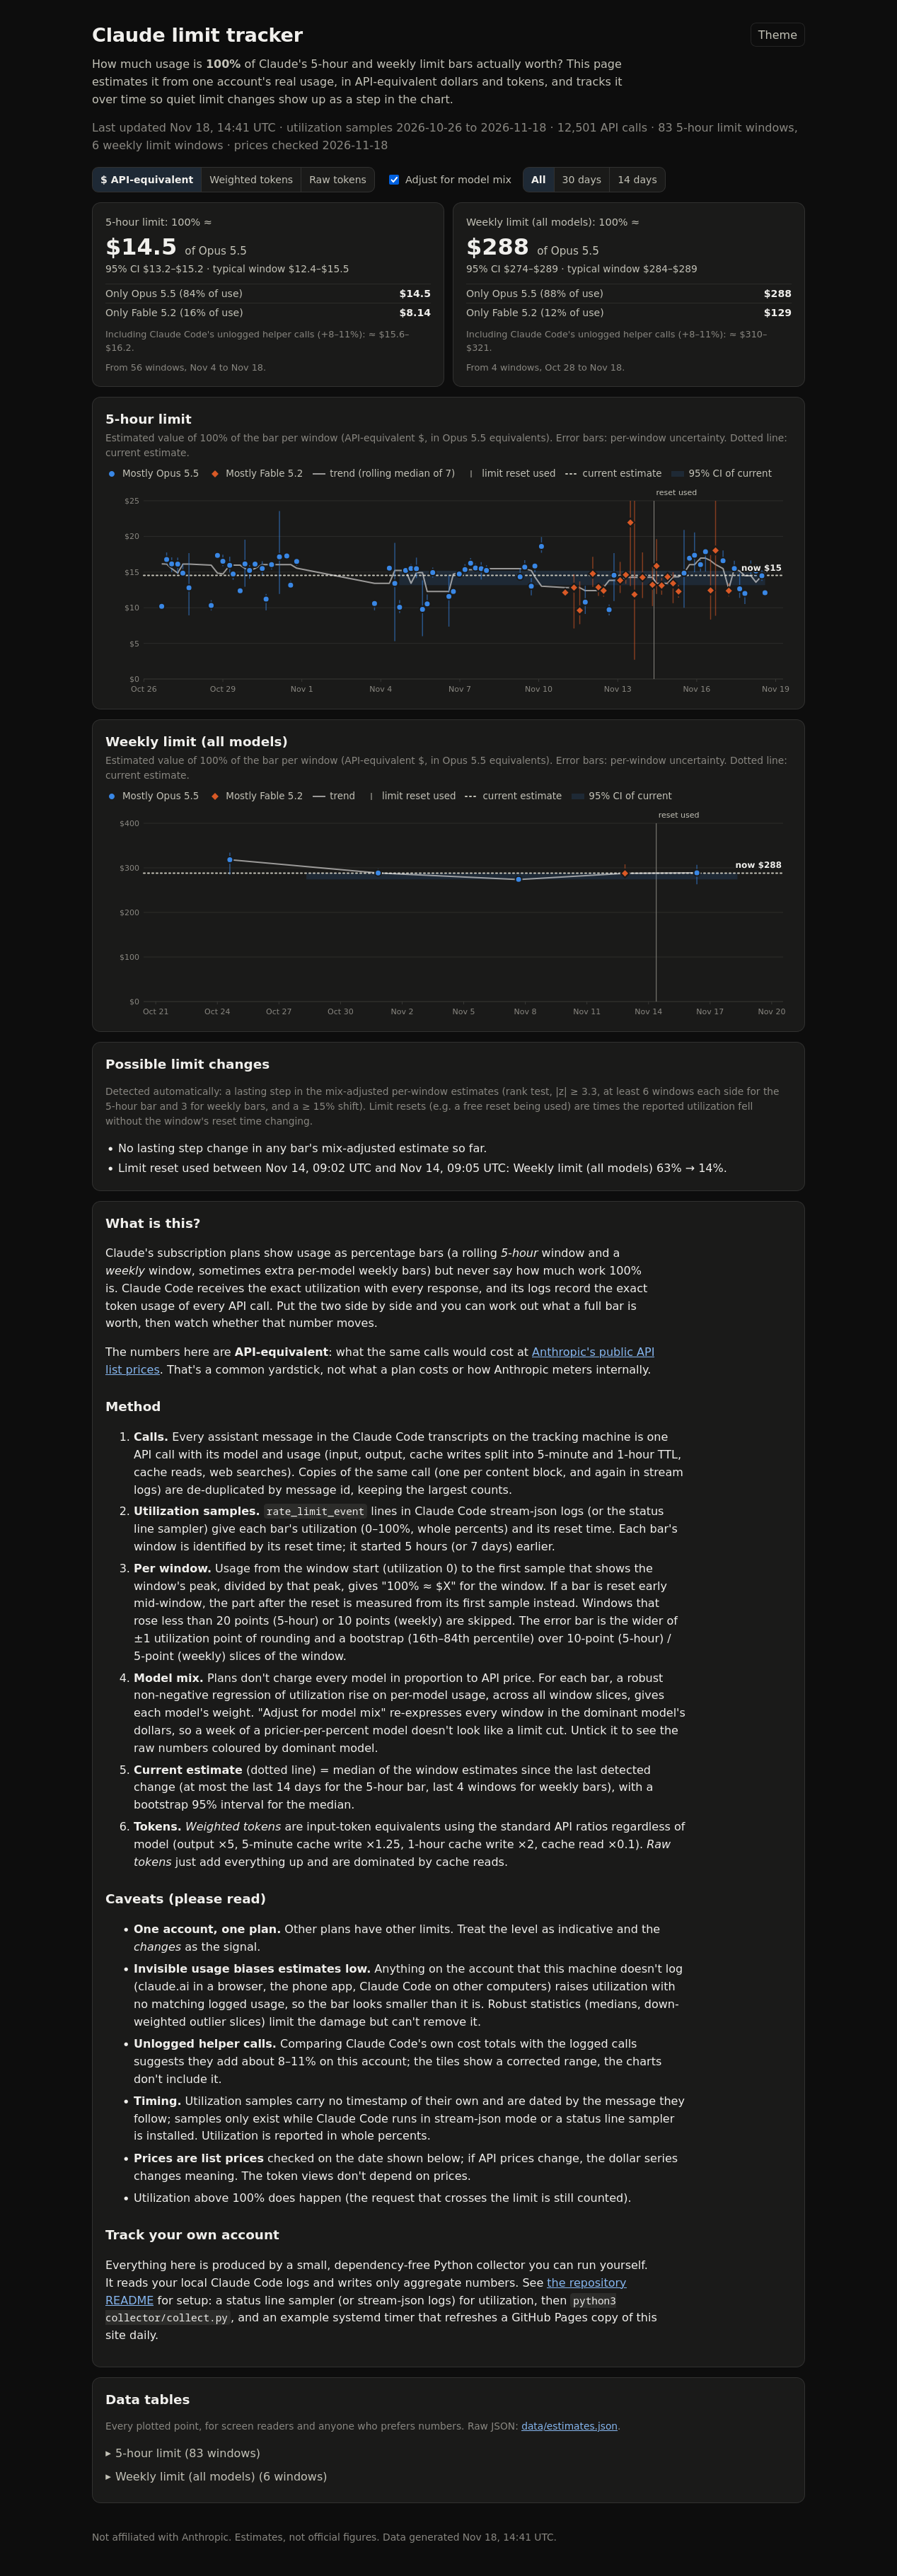 Claude limit tracker
Theme
How much usage is 100% of Claude's 5-hour and weekly limit bars actually worth? This page
estimates it from one account's real usage, in API-equivalent dollars and tokens, and tracks it
over time so quiet limit changes show up as a step in the chart.
Last updated Nov 18, 14:41 UTC · utilization samples 2026-10-26 to 2026-11-18 · 12,501 API calls · 83 5-hour limit windows,
6 weekly limit windows · prices checked 2026-11-18
$ API-equivalent Weighted tokens Raw tokens Adjust for model mix All 30 days 14 days
5-hour limit: 100% ≈
$14.5 of Opus 5.5
95% CI $13.2–$15.2 · typical window $12.4–$15.5
Only Opus 5.5 (84% of use) $14.5
Only Fable 5.2 (16% of use) $8.14
Including Claude Code's unlogged helper calls (+8–11%): ≈ $15.6–
$16.2.
From 56 windows, Nov 4 to Nov 18.
Weekly limit (all models): 100% ≈
$288 of Opus 5.5
95% CI $274–$289 · typical window $284–$289
Only Opus 5.5 (88% of use) $288
Only Fable 5.2 (12% of use) $129
Including Claude Code's unlogged helper calls (+8–11%): ≈ $310–
$321.
From 4 windows, Oct 28 to Nov 18.
5-hour limit
Estimated value of 100% of the bar per window (API-equivalent $, in Opus 5.5 equivalents). Error bars: per-window uncertainty. Dotted line:
current estimate.
Mostly Opus 5.5 Mostly Fable 5.2 trend (rolling median of 7) limit reset used current estimate 95% CI of current
reset used
$25
$20
$15
now $15
$10
$5
$0
Oct 26 Oct 29 Nov 1 Nov 4 Nov 7 Nov 10 Nov 13 Nov 16 Nov 19
Weekly limit (all models)
Estimated value of 100% of the bar per window (API-equivalent $, in Opus 5.5 equivalents). Error bars: per-window uncertainty. Dotted line:
current estimate.
Mostly Opus 5.5 Mostly Fable 5.2 trend limit reset used current estimate 95% CI of current
reset used
$400
$300
now $288
$200
$100
$0
Oct 21 Oct 24 Oct 27 Oct 30 Nov 2 Nov 5 Nov 8 Nov 11 Nov 14 Nov 17 Nov 20
Possible limit changes
Detected automatically: a lasting step in the mix-adjusted per-window estimates (rank test, |z| ≥ 3.3, at least 6 windows each side for the
5-hour bar and 3 for weekly bars, and a ≥ 15% shift). Limit resets (e.g. a free reset being used) are times the reported utilization fell
without the window's reset time changing.
• No lasting step change in any bar's mix-adjusted estimate so far.
• Limit reset used between Nov 14, 09:02 UTC and Nov 14, 09:05 UTC: Weekly limit (all models) 63% → 14%.
What is this?
Claude's subscription plans show usage as percentage bars (a rolling 5-hour window and a
weekly window, sometimes extra per-model weekly bars) but never say how much work 100%
is. Claude Code receives the exact utilization with every response, and its logs record the exact
token usage of every API call. Put the two side by side and you can work out what a full bar is
worth, then watch whether that number moves.
The numbers here are API-equivalent: what the same calls would cost at Anthropic's public API
list prices. That's a common yardstick, not what a plan costs or how Anthropic meters internally.
Method
1. Calls. Every assistant message in the Claude Code transcripts on the tracking machine is one
API call with its model and usage (input, output, cache writes split into 5-minute and 1-hour TTL,
cache reads, web searches). Copies of the same call (one per content block, and again in stream
logs) are de-duplicated by message id, keeping the largest counts.
2. Utilization samples. rate_limit_event lines in Claude Code stream-json logs (or the status
line sampler) give each bar's utilization (0–100%, whole percents) and its reset time. Each bar's
window is identified by its reset time; it started 5 hours (or 7 days) earlier.
3. Per window. Usage from the window start (utilization 0) to the first sample that shows the
window's peak, divided by that peak, gives "100% ≈ $X" for the window. If a bar is reset early
mid-window, the part after the reset is measured from its first sample instead. Windows that
rose less than 20 points (5-hour) or 10 points (weekly) are skipped. The error bar is the wider of
±1 utilization point of rounding and a bootstrap (16th–84th percentile) over 10-point (5-hour) /
5-point (weekly) slices of the window.
4. Model mix. Plans don't charge every model in proportion to API price. For each bar, a robust
non-negative regression of utilization rise on per-model usage, across all window slices, gives
each model's weight. "Adjust for model mix" re-expresses every window in the dominant model's
dollars, so a week of a pricier-per-percent model doesn't look like a limit cut. Untick it to see the
raw numbers coloured by dominant model.
5. Current estimate (dotted line) = median of the window estimates since the last detected
change (at most the last 14 days for the 5-hour bar, last 4 windows for weekly bars), with a
bootstrap 95% interval for the median.
6. Tokens. Weighted tokens are input-token equivalents using the standard API ratios regardless of
model (output ×5, 5-minute cache write ×1.25, 1-hour cache write ×2, cache read ×0.1). Raw
tokens just add everything up and are dominated by cache reads.
Caveats (please read)
• One account, one plan. Other plans have other limits. Treat the level as indicative and the
changes as the signal.
• Invisible usage biases estimates low. Anything on the account that this machine doesn't log
(claude.ai in a browser, the phone app, Claude Code on other computers) raises utilization with
no matching logged usage, so the bar looks smaller than it is. Robust statistics (medians, down-
weighted outlier slices) limit the damage but can't remove it.
• Unlogged helper calls. Comparing Claude Code's own cost totals with the logged calls
suggests they add about 8–11% on this account; the tiles show a corrected range, the charts
don't include it.
• Timing. Utilization samples carry no timestamp of their own and are dated by the message they
follow; samples only exist while Claude Code runs in stream-json mode or a status line sampler
is installed. Utilization is reported in whole percents.
• Prices are list prices checked on the date shown below; if API prices change, the dollar series
changes meaning. The token views don't depend on prices.
• Utilization above 100% does happen (the request that crosses the limit is still counted).
Track your own account
Everything here is produced by a small, dependency-free Python collector you can run yourself.
It reads your local Claude Code logs and writes only aggregate numbers. See the repository
README for setup: a status line sampler (or stream-json logs) for utilization, then python3
collector/collect.py, and an example systemd timer that refreshes a GitHub Pages copy of this
site daily.
Data tables
Every plotted point, for screen readers and anyone who prefers numbers. Raw JSON: data/estimates.json.
▸ 5-hour limit (83 windows)
▸ Weekly limit (all models) (6 windows)
Not affiliated with Anthropic. Estimates, not official figures. Data generated Nov 18, 14:41 UTC.